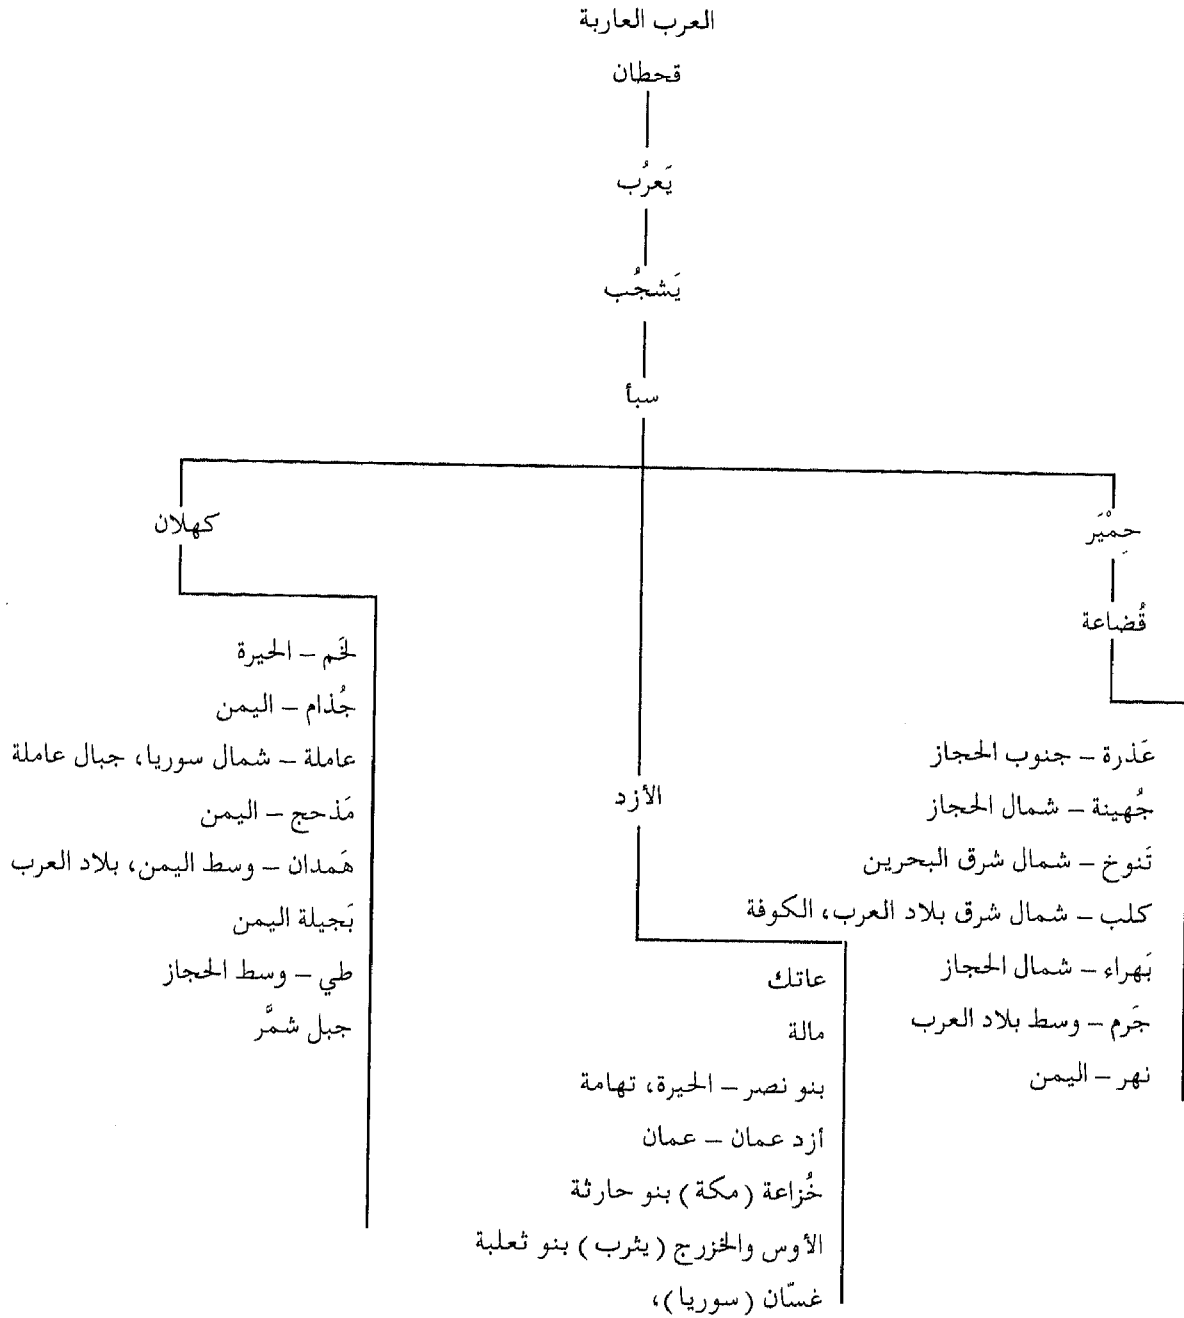 العرب العاربة
قحطان
يَعرُب
يَشجُب
سبأ
حِمْيَر
قُضاعة
عَذرة – جنوب الحجاز
جُهينة – شمال الحجاز
تَنوخ – شمال شرق البحرين
كلب – شمال شرق بلاد العرب، الكوفة
بَهراء – شمال الحجاز
جَرم – وسط بلاد العرب
نهر – اليمن
الأزد
عاتك
مالة
بنو نصر – الحيرة، تهامة
أزد عمان – عمان
خُزاعة (مكة) بنو حارثة
الأوس والخزرج (يثرب) بنو ثعلبة
غسّان (سوريا)،
كهلان
لخَم – الحيرة
جُذام – اليمن
عاملة – شمال سوريا، جبال عاملة
مَذحج – اليمن
هَمدان – وسط اليمن، بلاد العرب
بَجيلة اليمن
طي – وسط الحجاز
جبل شمَّر